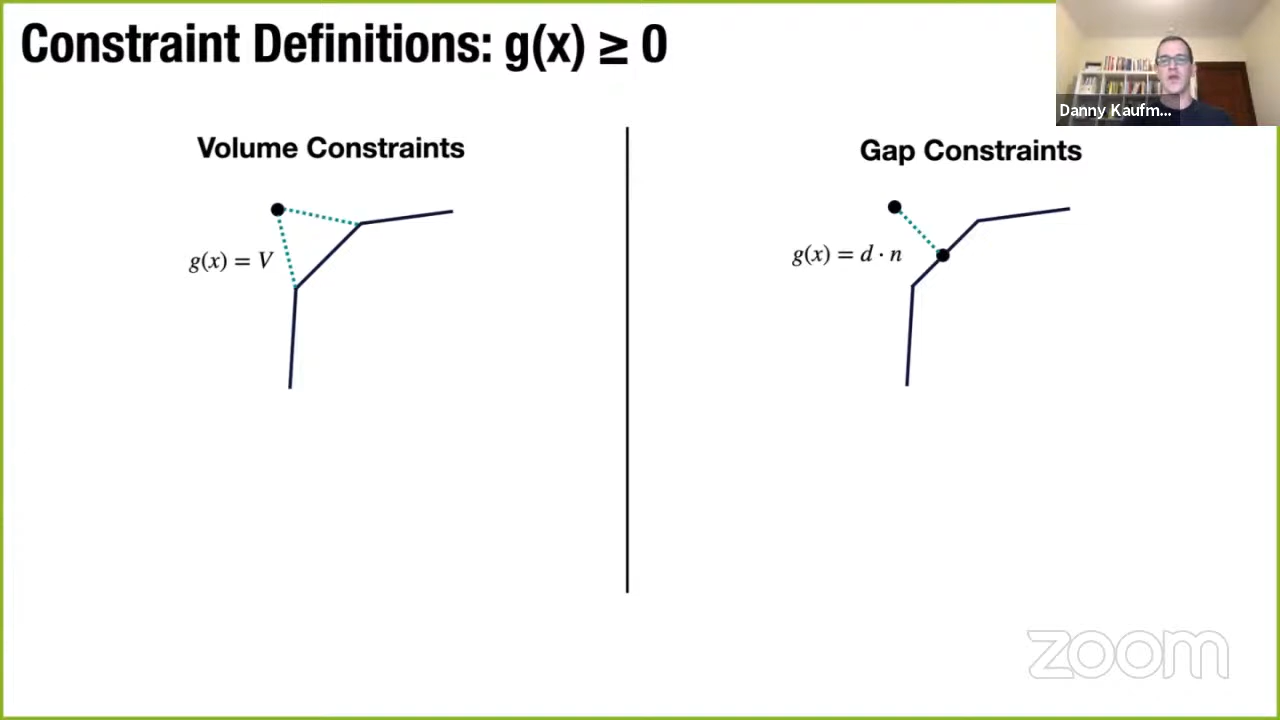 Constraint Definitions: g(x) ≥ 0
Danny Kaufm...
Volume Constraints
Gap Constraints
g(x) = V
g(x) = d · n
zoom